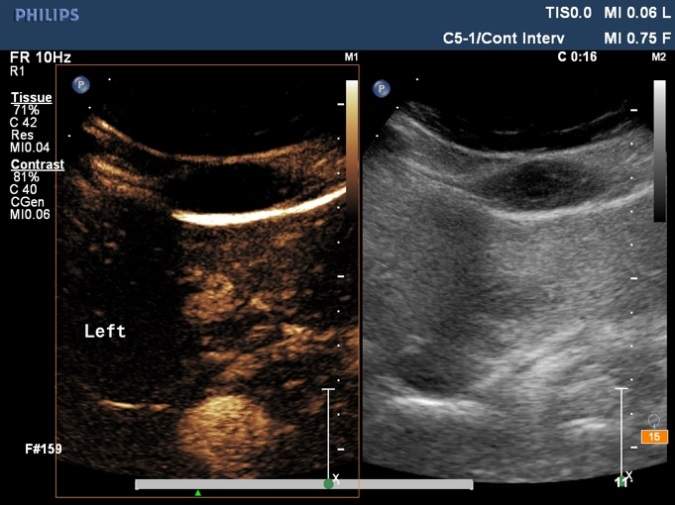 PHILIPS
TIS0.0 MI 0.06 L
C5-1/Cont Interv MI 0.75 F
FR 10Hz M1 C 0:16 M2
R1
P P
Tissue
71%
C 42
Res
MI0.04
Contrast
81%
C 40
CGen
MI0.06
Left
15
F#159
X X
11